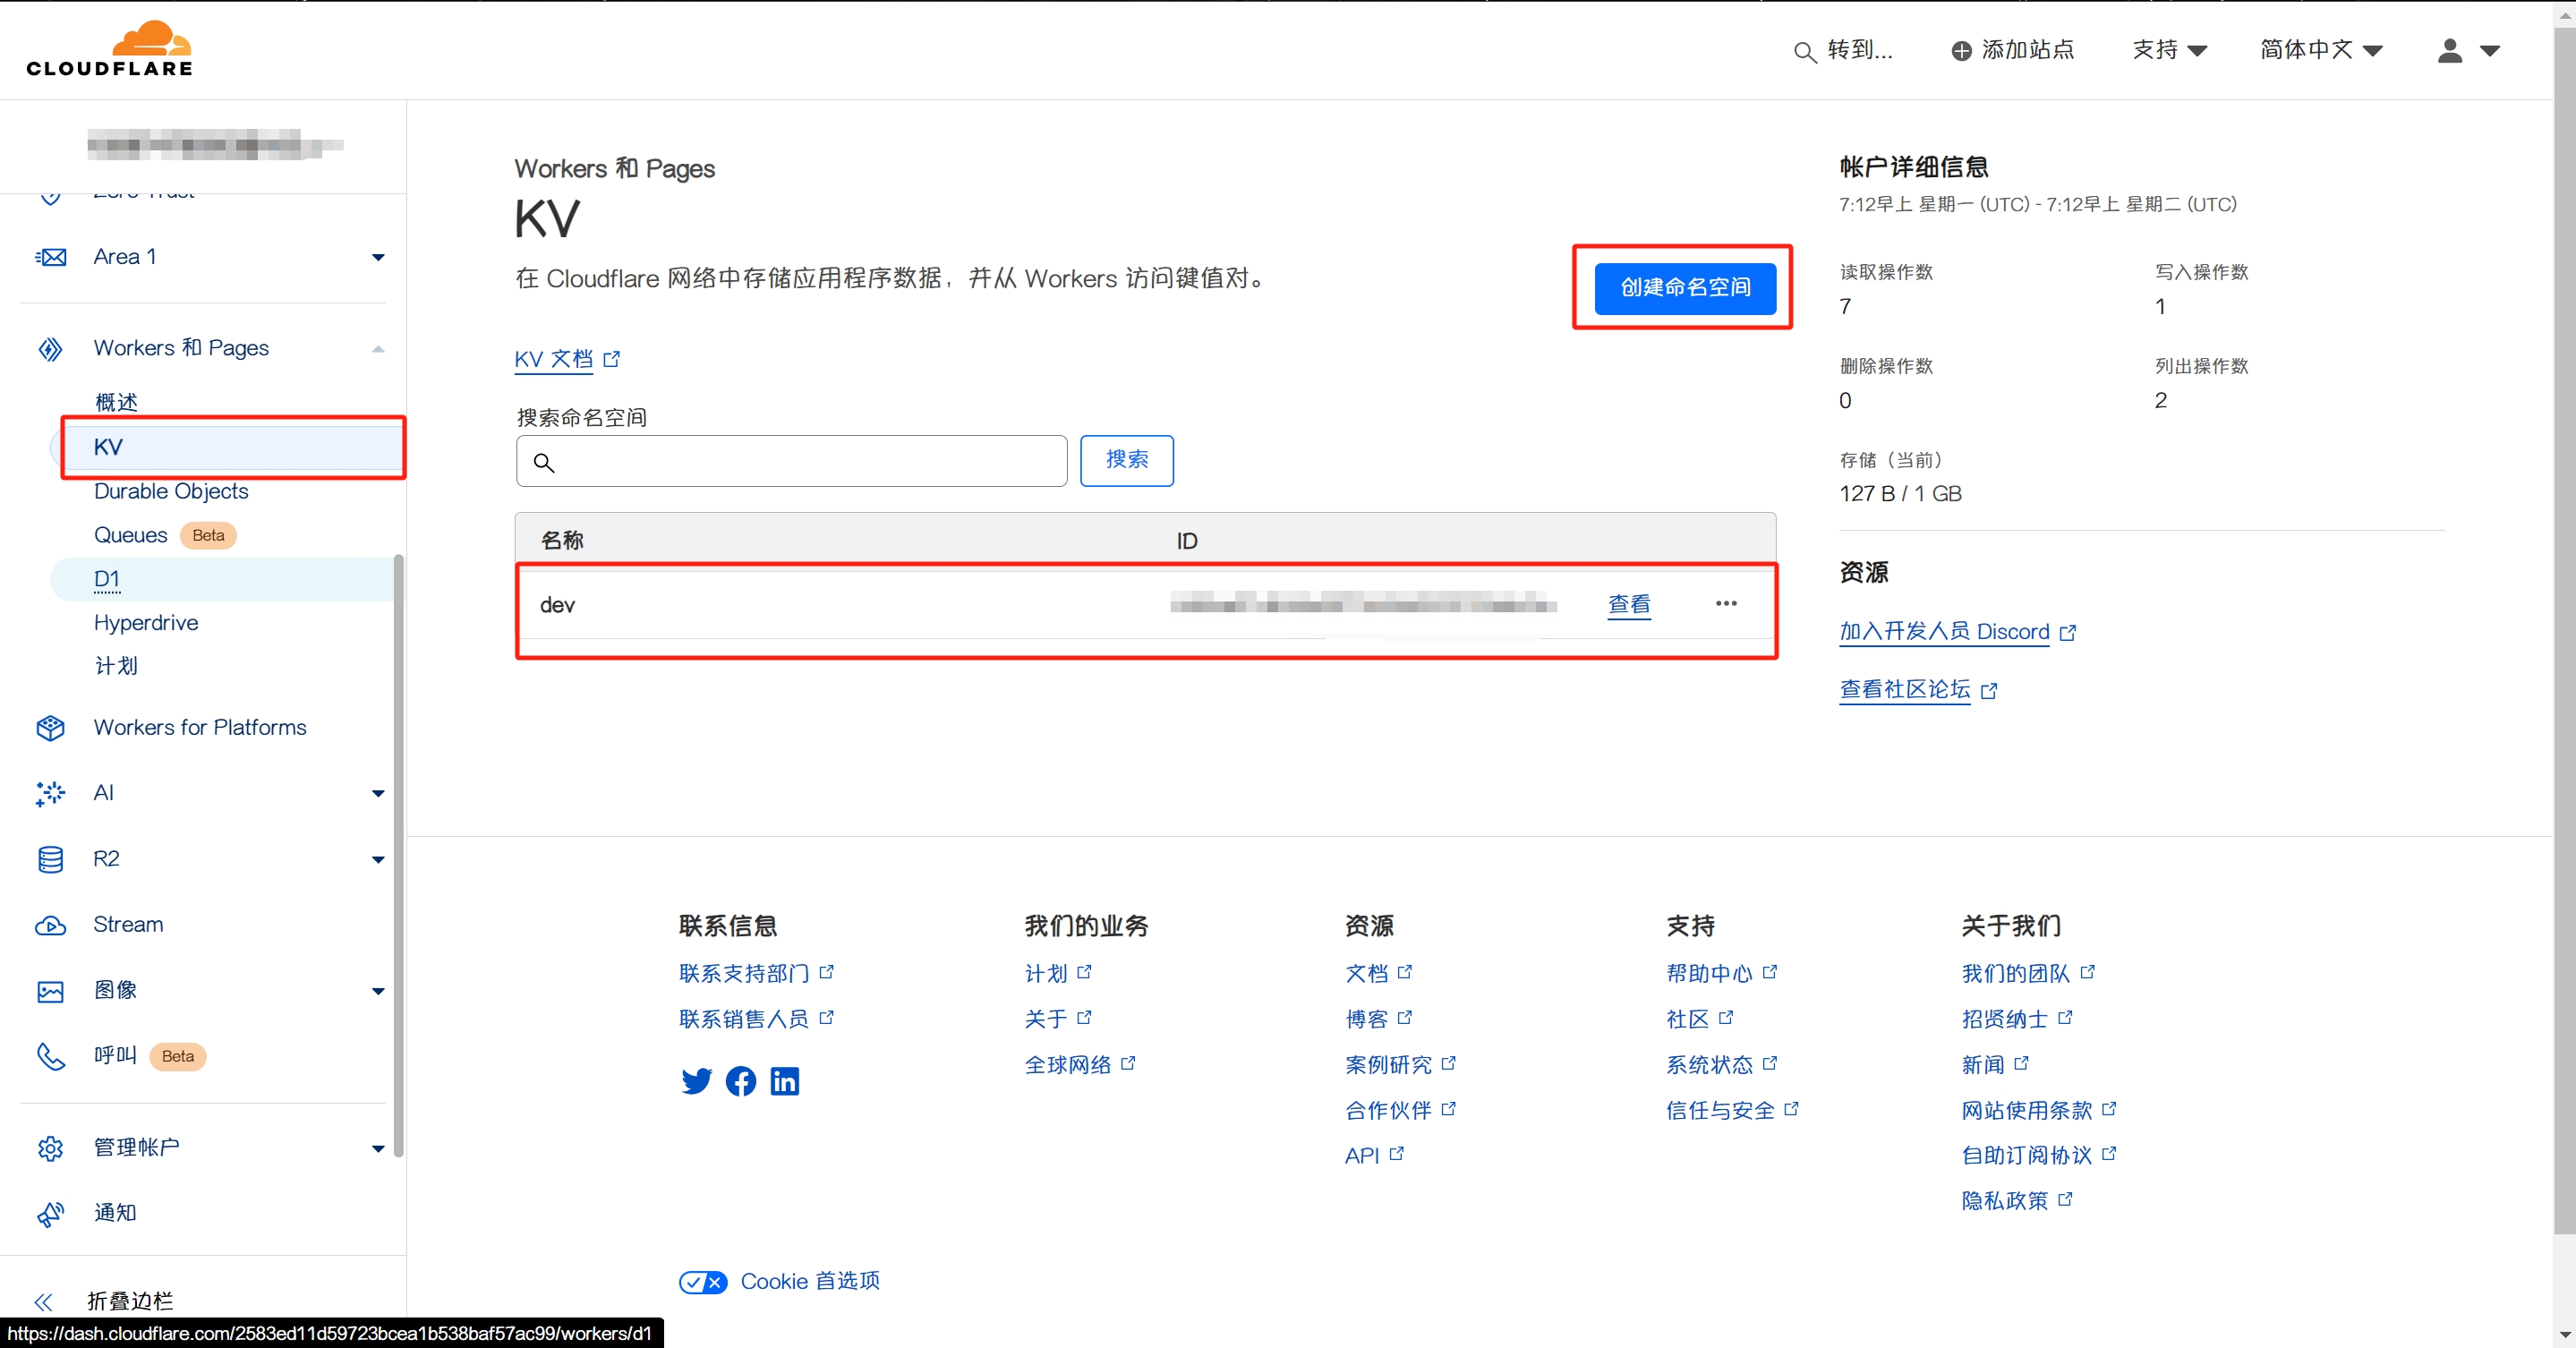 CLOUDFLARE
转到...
添加站点
支持
简体中文
Zero Trust
Area 1
Workers 和 Pages
概述
KV
Durable Objects
Queues Beta
D1
Hyperdrive
计划
Workers for Platforms
AI
R2
Stream
图像
呼叫 Beta
管理帐户
通知
折叠边栏
https://dash.cloudflare.com/2583ed11d59723bcea1b538baf57ac99/workers/d1
Workers 和 Pages
KV
在 Cloudflare 网络中存储应用程序数据，并从 Workers 访问键值对。
创建命名空间
KV 文档
搜索命名空间
搜索
名称 ID
dev 查看
帐户详细信息
7:12早上 星期一 (UTC) - 7:12早上 星期二 (UTC)
读取操作数 写入操作数
7 1
删除操作数 列出操作数
0 2
存储（当前）
127 B / 1 GB
资源
加入开发人员 Discord
查看社区论坛
联系信息
联系支持部门
联系销售人员
我们的业务
计划
关于
全球网络
资源
文档
博客
案例研究
合作伙伴
API
支持
帮助中心
社区
系统状态
信任与安全
关于我们
我们的团队
招贤纳士
新闻
网站使用条款
自助订阅协议
隐私政策
Cookie 首选项